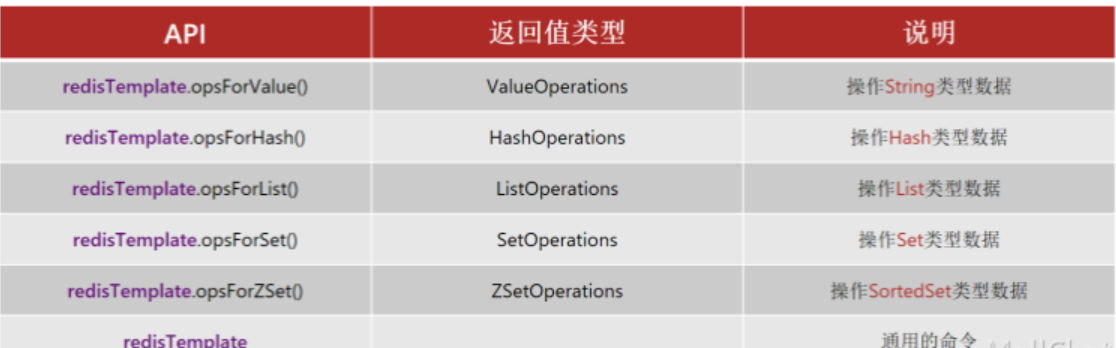 API 返回值类型 说明
redisTemplate.opsForValue() ValueOperations 操作String类型数据
redisTemplate.opsForHash() HashOperations 操作Hash类型数据
redisTemplate.opsForList() ListOperations 操作List类型数据
redisTemplate.opsForSet() SetOperations 操作Set类型数据
redisTemplate.opsForZSet() ZSetOperations 操作SortedSet类型数据
redisTemplate 通用的命令